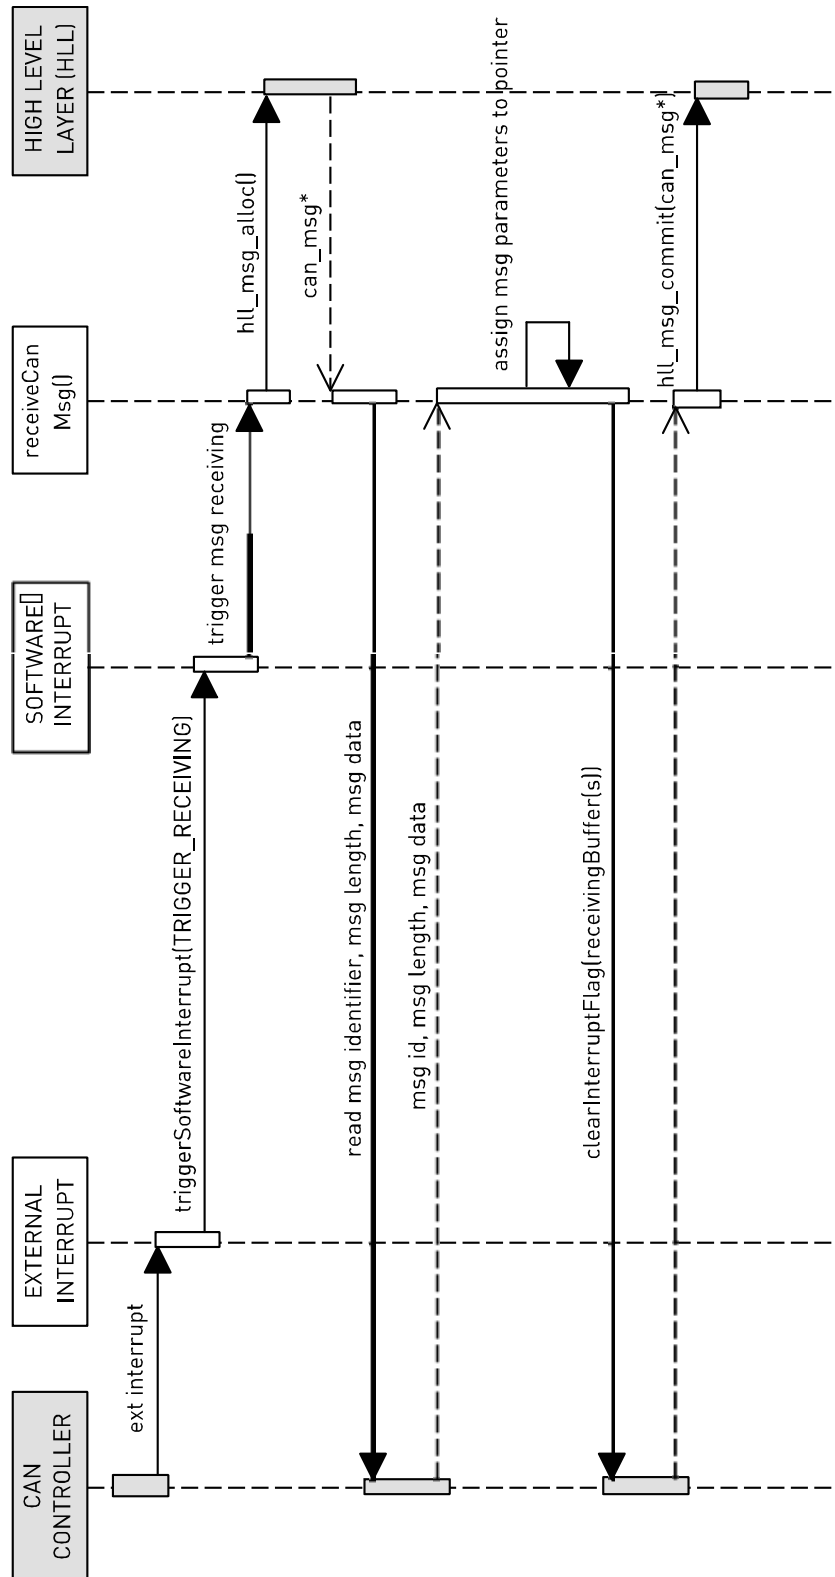 CAN
CONTROLLER
EXTERNAL
INTERRUPT
SOFTWARE[]
INTERRUPT
receiveCan
Msg()
HIGH LEVEL
LAYER (HLL)
ext interrupt
triggerSoftwareInterrupt(TRIGGER_RECEIVING)
trigger msg receiving
hll_msg_alloc()
can_msg*
read msg identifier, msg length, msg data
msg id, msg length, msg data
assign msg parameters to pointer
clearInterruptFlag(receivingBuffer(s))
hll_msg_commit(can_msg*)